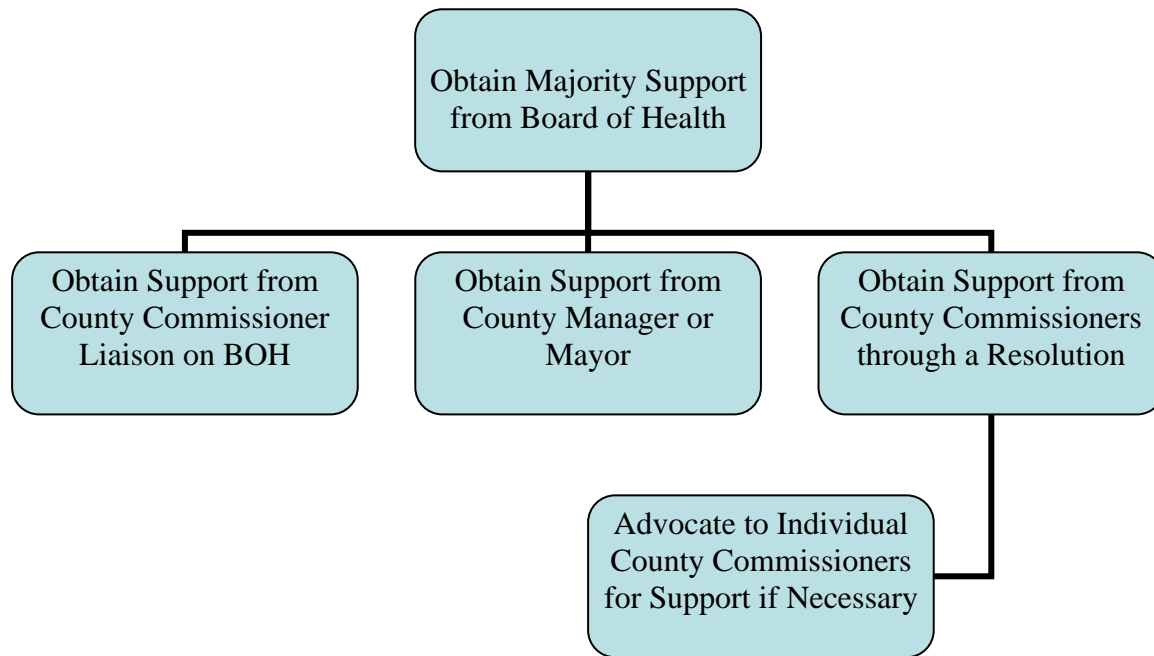 Obtain Majority Support
from Board of Health
Obtain Support from
County Commissioner
Liaison on BOH
Obtain Support from
County Manager or
Mayor
Obtain Support from
County Commissioners
through a Resolution
Advocate to Individual
County Commissioners
for Support if Necessary